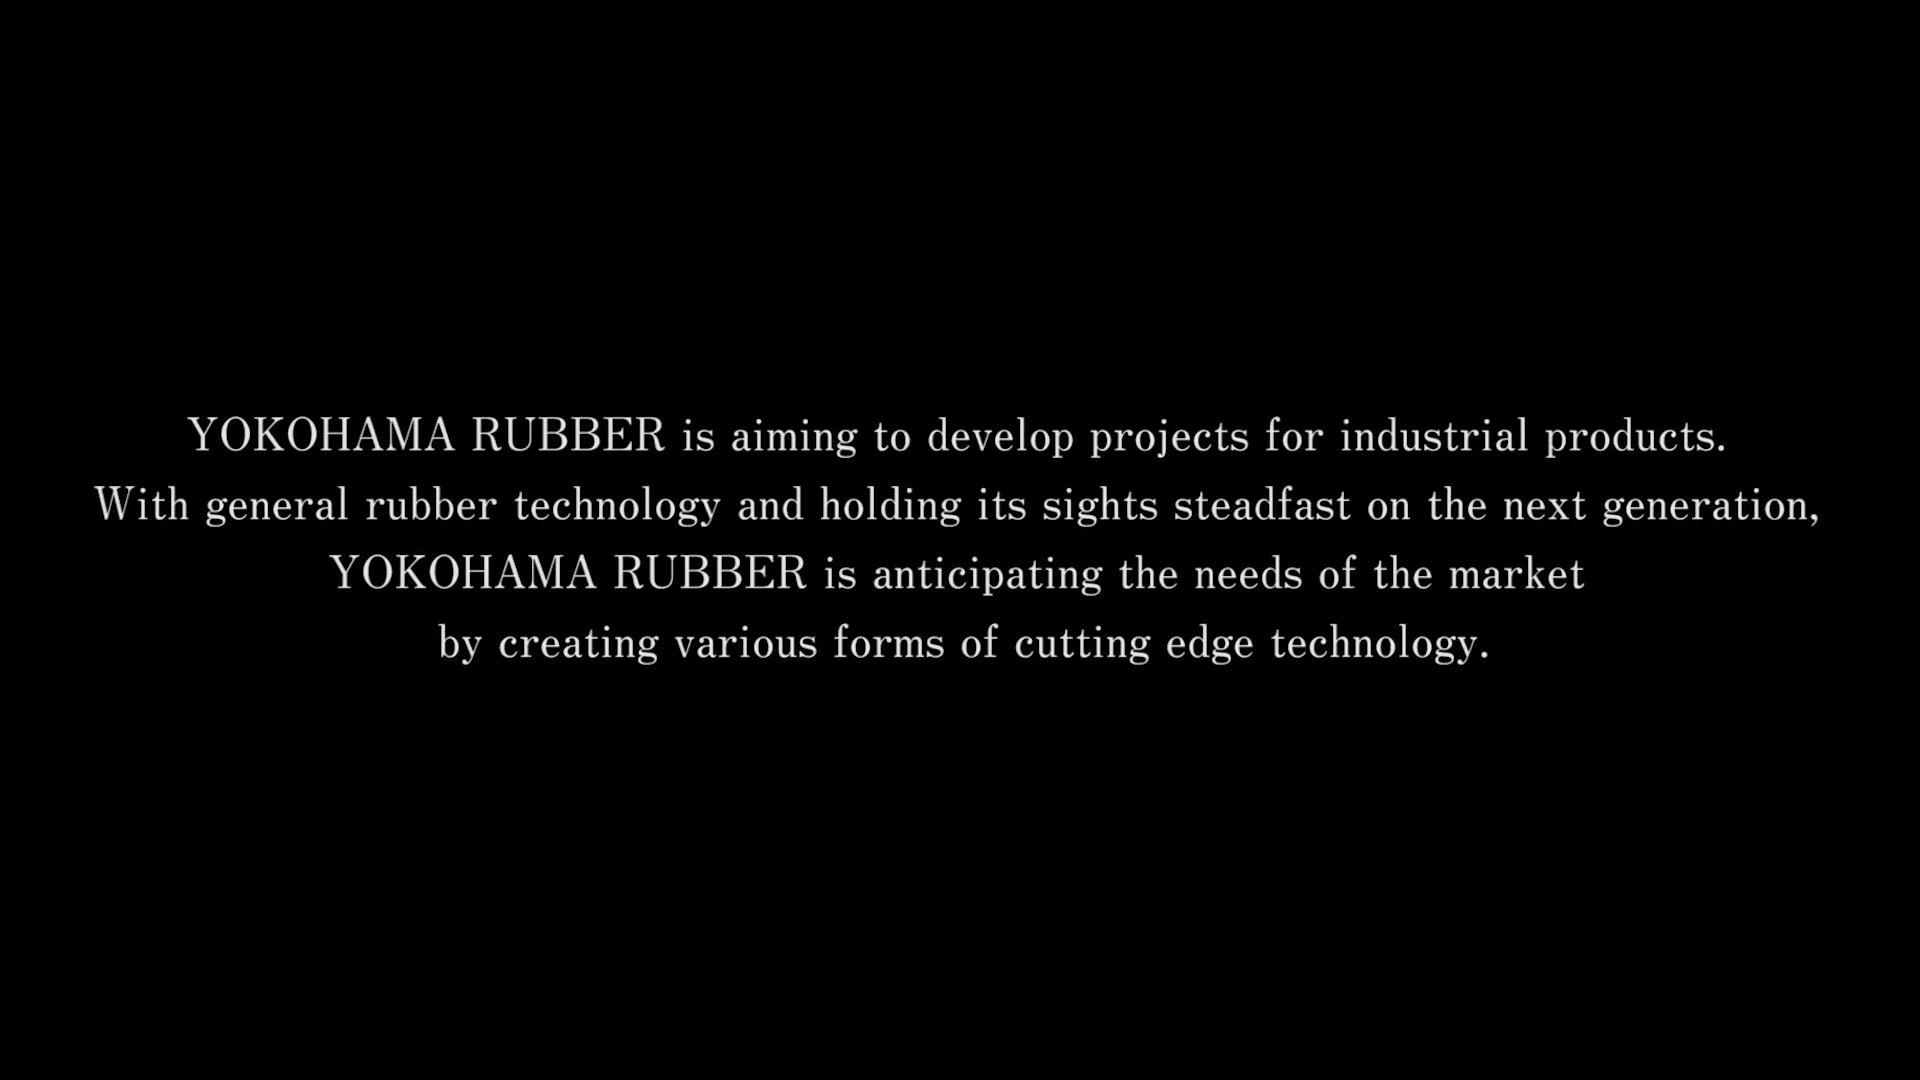 YOKOHAMA RUBBER is aiming to develop projects for industrial products.
With general rubber technology and holding its sights steadfast on the next generation,
YOKOHAMA RUBBER is anticipating the needs of the market
by creating various forms of cutting edge technology.